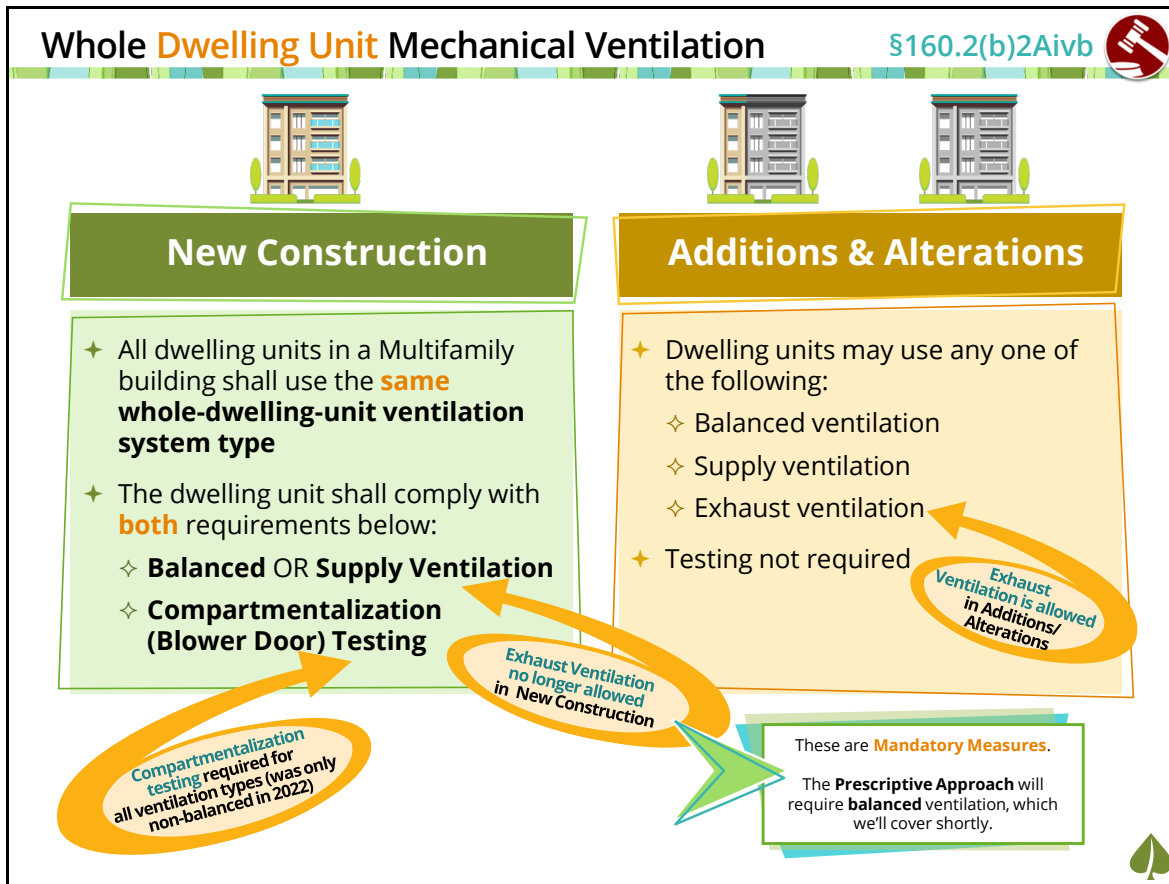 Whole Dwelling Unit Mechanical Ventilation
§160.2(b)2Aivb
New Construction
All dwelling units in a Multifamily
building shall use the same
whole-dwelling-unit ventilation
system type
The dwelling unit shall comply with
both requirements below:
Balanced OR Supply Ventilation
Compartmentalization
(Blower Door) Testing
Compartmentalization
testing required for
all ventilation types (was only
non-balanced in 2022)
Exhaust Ventilation
no longer allowed
in New Construction
Additions & Alterations
Dwelling units may use any one of
the following:
Balanced ventilation
Supply ventilation
Exhaust ventilation
Testing not required
Exhaust
Ventilation is allowed
in Additions/
Alterations
These are Mandatory Measures.
The Prescriptive Approach will
require balanced ventilation, which
we'll cover shortly.